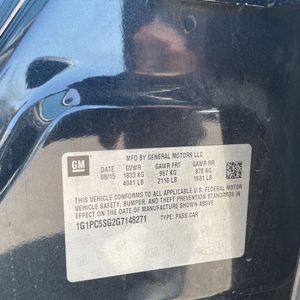 MFD BY GENERAL MOTORS LLC
GM
DATE GVWR GAWR FRT GAWR RR
08/15 1833 KG 957 KG 876 KG
4041 LB 2110 LB 1931 LB
THIS VEHICLE CONFORMS TO ALL APPLICABLE U.S. FEDERAL MOTOR
VEHICLE SAFETY, BUMPER, AND THEFT PREVENTION STANDARDS IN
EFFECT ON THE DATE OF MANUFACTURE SHOWN ABOVE.
1G1PC5SG2G7148271 TYPE: PASS CAR